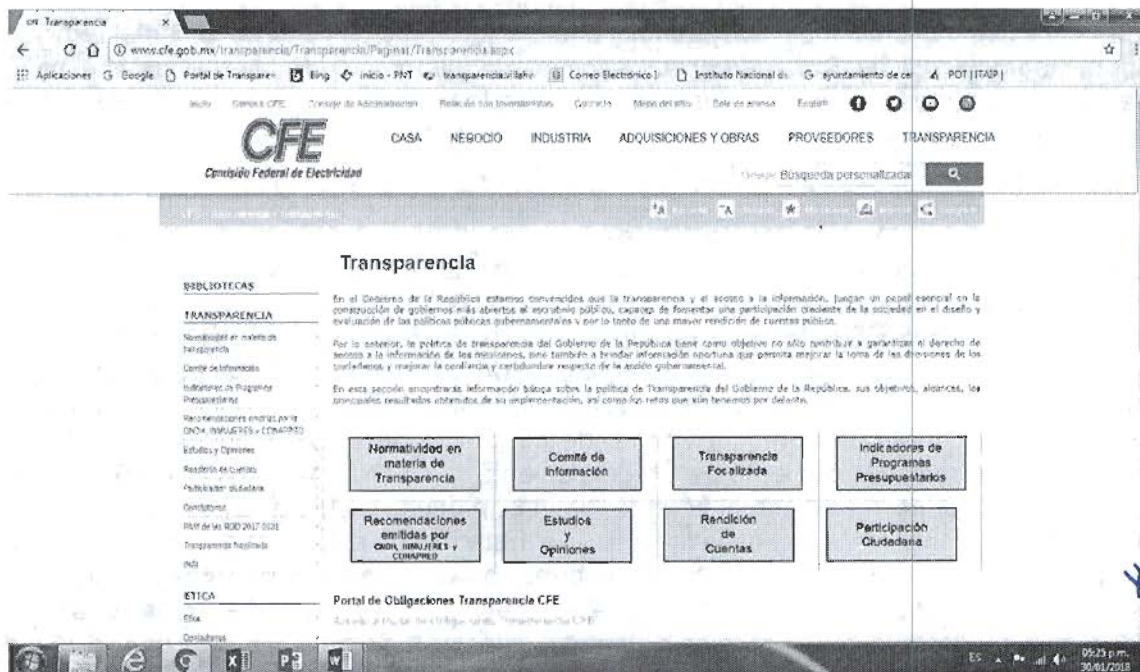 Transparencia
www.cfe.gob.mx/transparencia/Transparencia/Paginas/Transparencia.aspx
Aplicaciones Google Portal de Transparen Bing inicio - PNT Correo Electrónico Instituto Nacional de ayuntamiento de ce POT [ITAIP]
Inicio Conoce CFE Consejo de Administración Relación con Inversionistas Contacto Mapa del sitio Sala de prensa English
CFE
Comisión Federal de Electricidad
CASA NEGOCIO INDUSTRIA ADQUISICIONES Y OBRAS PROVEEDORES TRANSPARENCIA
Búsqueda personalizada
Transparencia
BIBLIOTECAS
TRANSPARENCIA
Normatividad en materia de transparencia
Comité de Información
Indicadores de Programas Presupuestarios
Recomendaciones emitidas por la CNDH, INMUJERES y CONAPRED
Estudios y Opiniones
Rendición de cuentas
Participación ciudadana
Transparencia focalizada
ETICA
Etica
En el Gobierno de la República estamos convencidos que la transparencia y el acceso a la información, juegan un papel esencial en la
construcción de gobiernos más abiertos al escrutinio público, capaces de fomentar una participación creciente de la sociedad en el diseño y
evaluación de las políticas públicas gubernamentales y por lo tanto de una mayor rendición de cuentas pública.
Por lo anterior, la política de transparencia del Gobierno de la República tiene como objetivo no sólo contribuir a garantizar el derecho de
acceso a la información de los mexicanos, sino también a brindar información oportuna que permita mejorar la toma de las decisiones de los
ciudadanos y mejorar la confianza y certidumbre respecto de la acción gubernamental.
En esta sección encontrarás información básica sobre la política de Transparencia del Gobierno de la República, sus objetivos, alcances, los
principales resultados obtenidos de su implementación, así como los retos que aún tenemos por delante.
Normatividad en
materia de
Transparencia
Comité de
Información
Transparencia
Focalizada
Indicadores de
Programas
Presupuestarios
Recomendaciones
emitidas por
CNDH, INMUJERES y
CONAPRED
Estudios
y
Opiniones
Rendición
de
Cuentas
Participación
Ciudadana
Portal de Obligaciones Transparencia CFE
ES 05:25 p.m.
30/01/2018